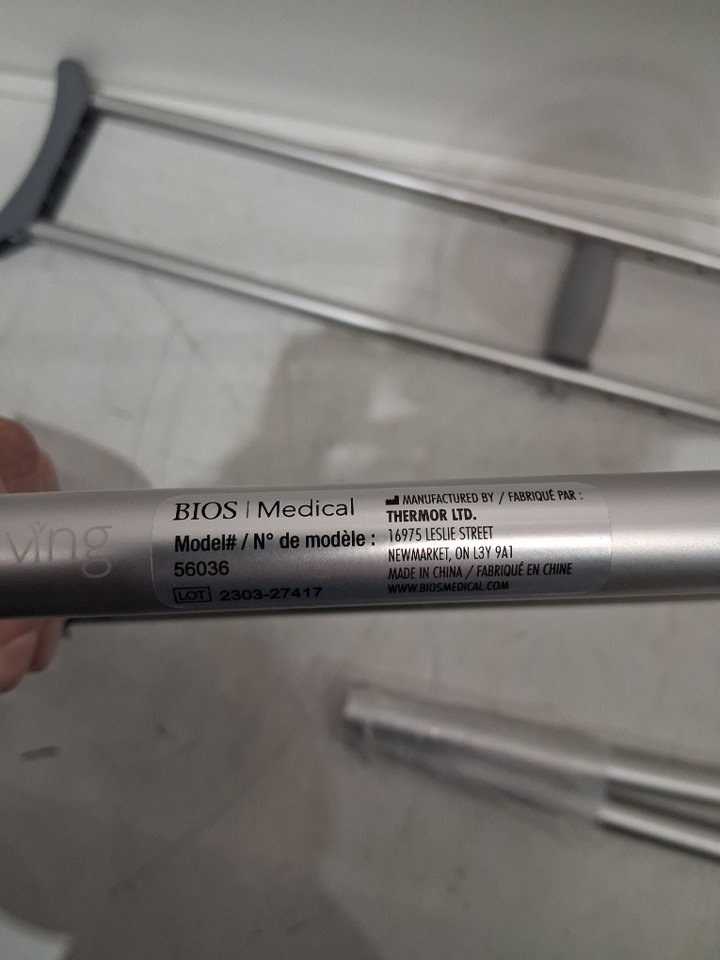 ving
BIOS | Medical
Model# / N° de modèle :
56036
LOT 2303-27417
MANUFACTURED BY / FABRIQUÉ PAR :
THERMOR LTD.
16975 LESLIE STREET
NEWMARKET, ON L3Y 9A1
MADE IN CHINA / FABRIQUÉ EN CHINE
WWW.BIOSMEDICAL.COM